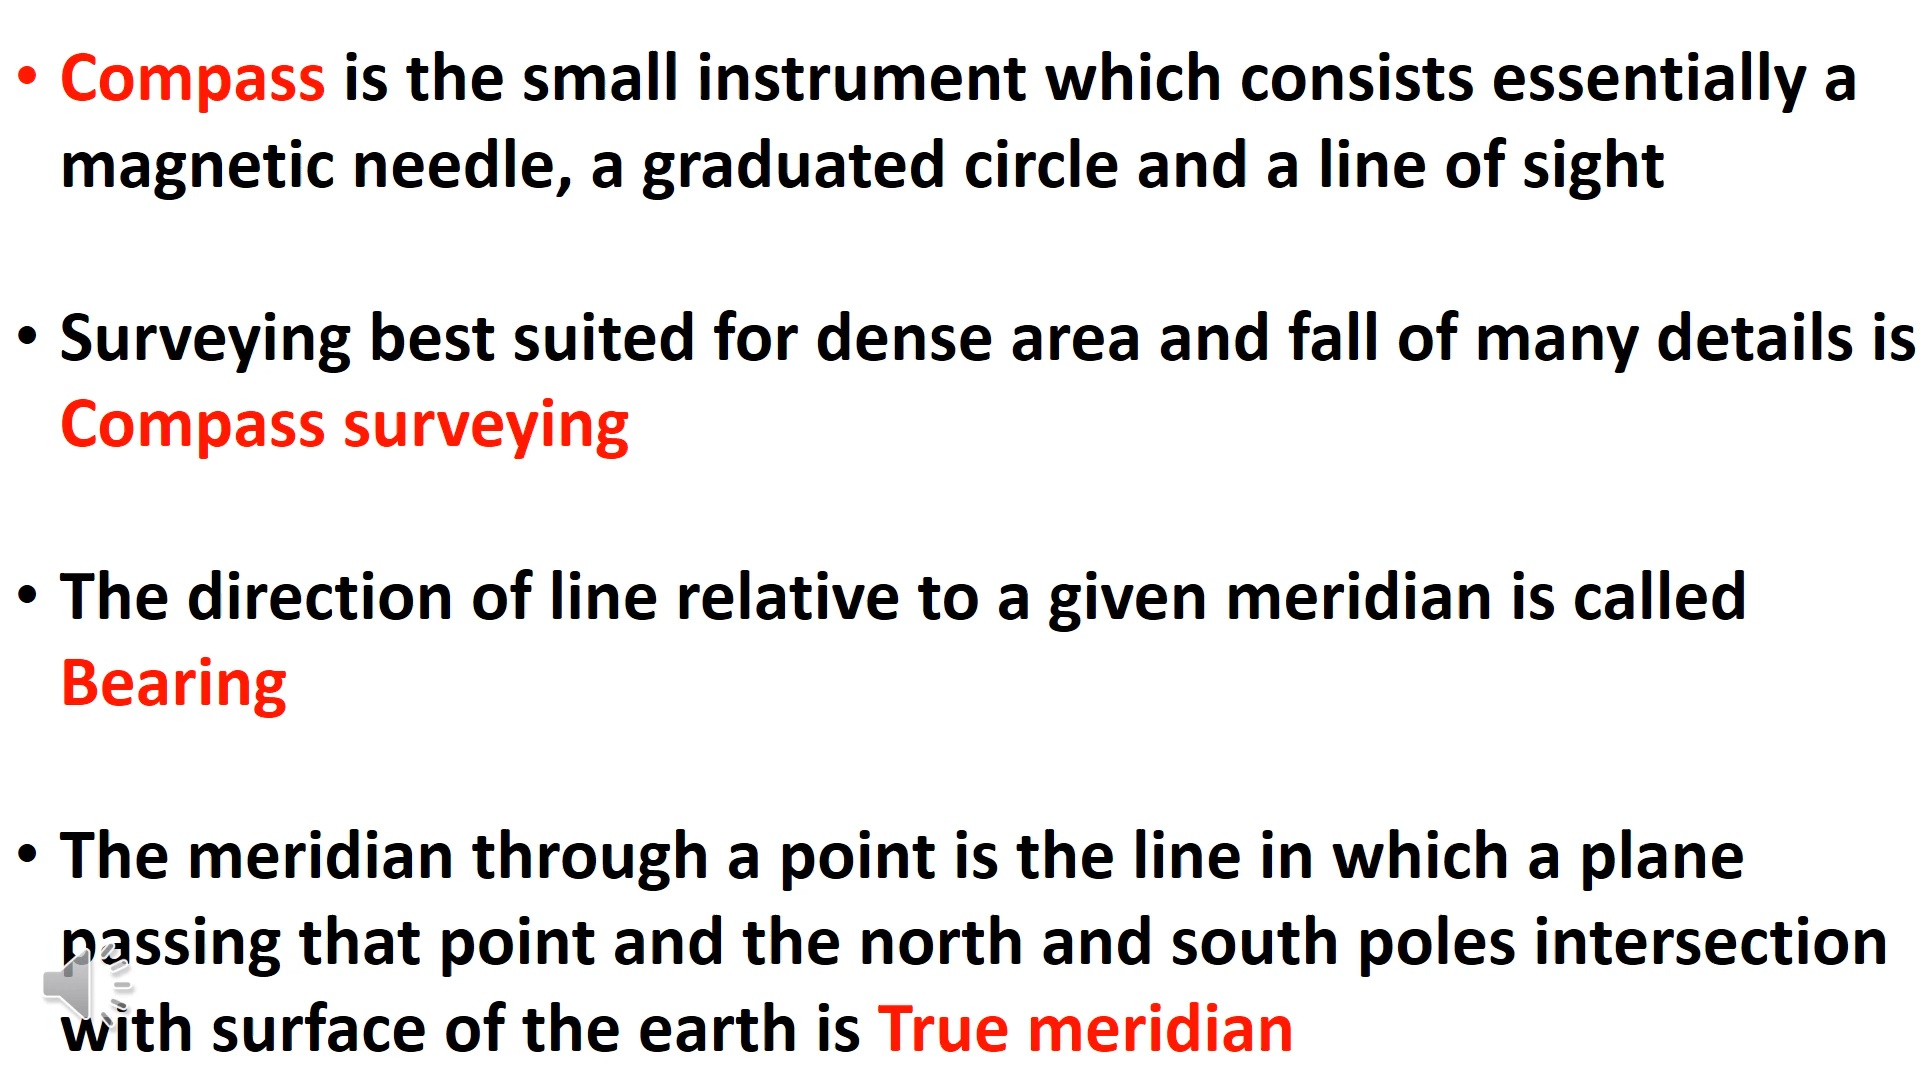 • Compass is the small instrument which consists essentially a
magnetic needle, a graduated circle and a line of sight
• Surveying best suited for dense area and fall of many details is
Compass surveying
• The direction of line relative to a given meridian is called
Bearing
• The meridian through a point is the line in which a plane
passing that point and the north and south poles intersection
with surface of the earth is True meridian